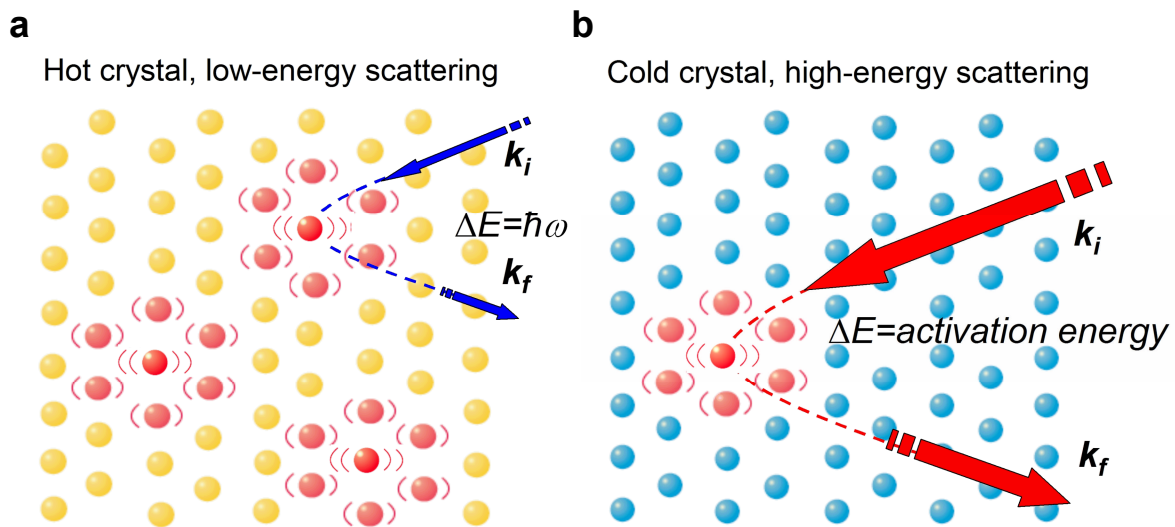 a
Hot crystal, low-energy scattering
k_i
ΔE=ħω
k_f
b
Cold crystal, high-energy scattering
k_i
ΔE=activation energy
k_f